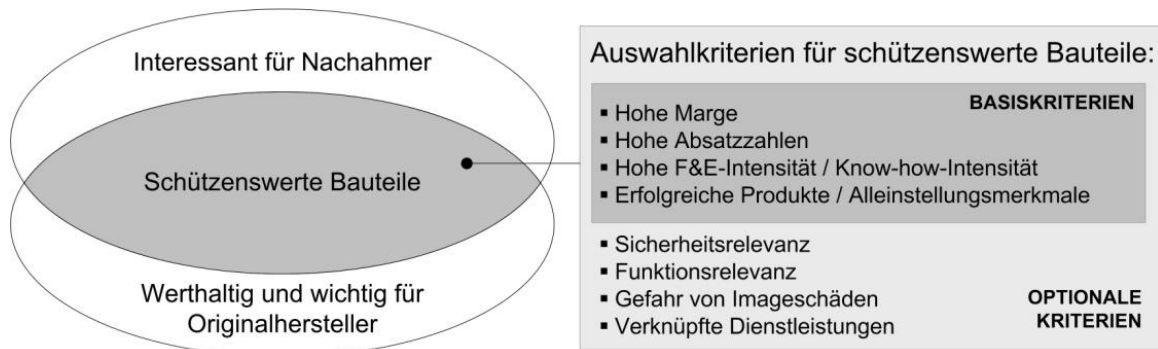 Interessant für Nachahmer
Schützenswerte Bauteile
Werthaltig und wichtig für
Originalhersteller
Auswahlkriterien für schützenswerte Bauteile:
BASISKRITERIEN
▪ Hohe Marge
▪ Hohe Absatzzahlen
▪ Hohe F&E-Intensität / Know-how-Intensität
▪ Erfolgreiche Produkte / Alleinstellungsmerkmale
▪ Sicherheitsrelevanz
▪ Funktionsrelevanz
▪ Gefahr von Imageschäden
▪ Verknüpfte Dienstleistungen
OPTIONALE
KRITERIEN